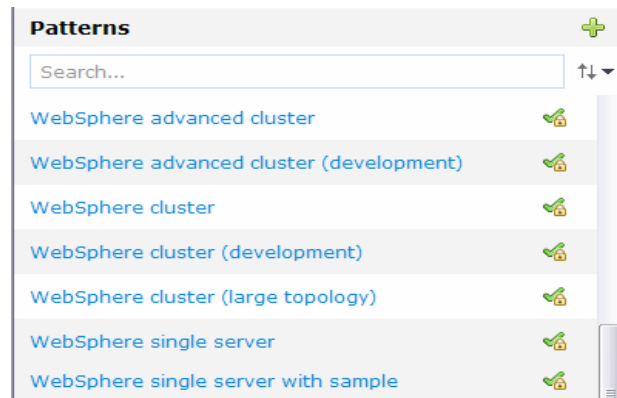 Patterns
Search...
WebSphere advanced cluster
WebSphere advanced cluster (development)
WebSphere cluster
WebSphere cluster (development)
WebSphere cluster (large topology)
WebSphere single server
WebSphere single server with sample